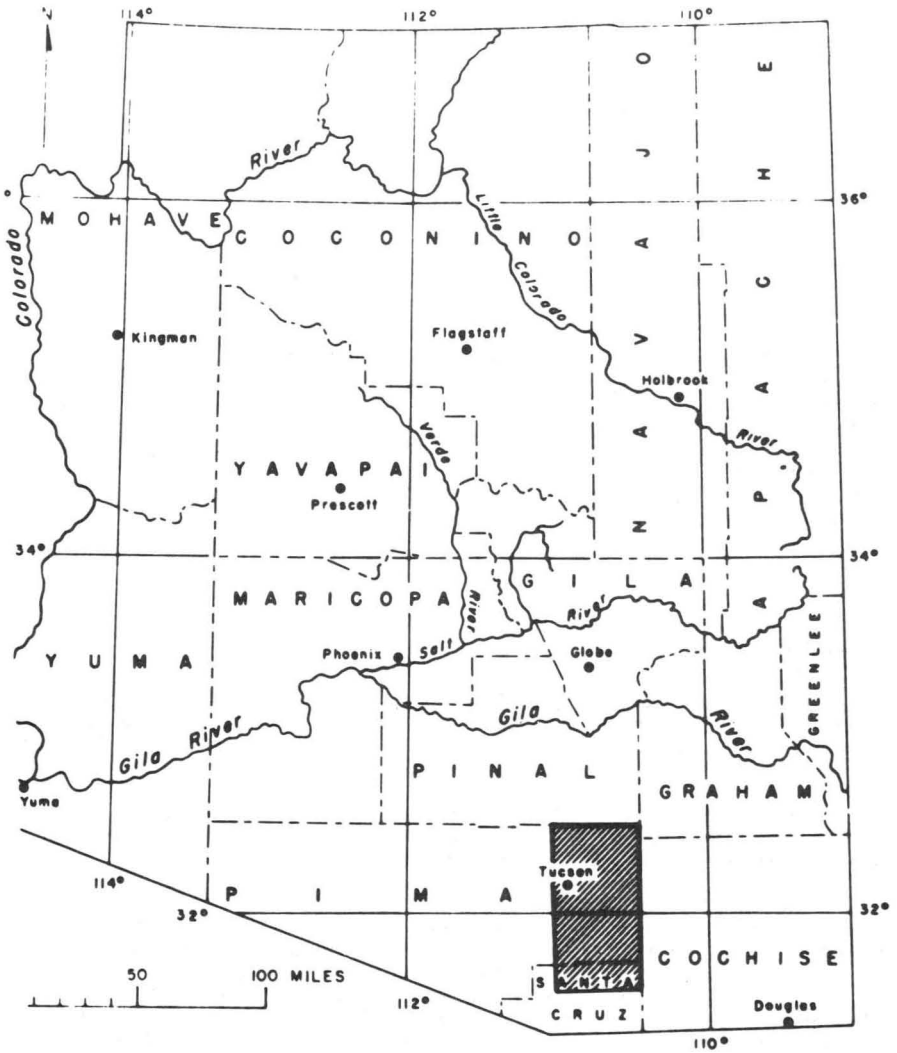 N
114° 112° 110°
River
° MOHAVE COCONINO 36°
Little
Colorado
Colorado
NAVAJO
APACHE
Kingman
Flagstaff
Holbrook
River
Verde
YAVAPAI
Prescott
34° 34°
GILA
MARICOPA
River
River
YUMA
Phoenix
Salt
Globe
GREENLEE
Gila River
Gila
River
PINAL
GRAHAM
Yuma
Tucson
114°
PIMA
32° 32°
COCHISE
50 100 MILES
SANTA
112°
CRUZ
Douglas
110°